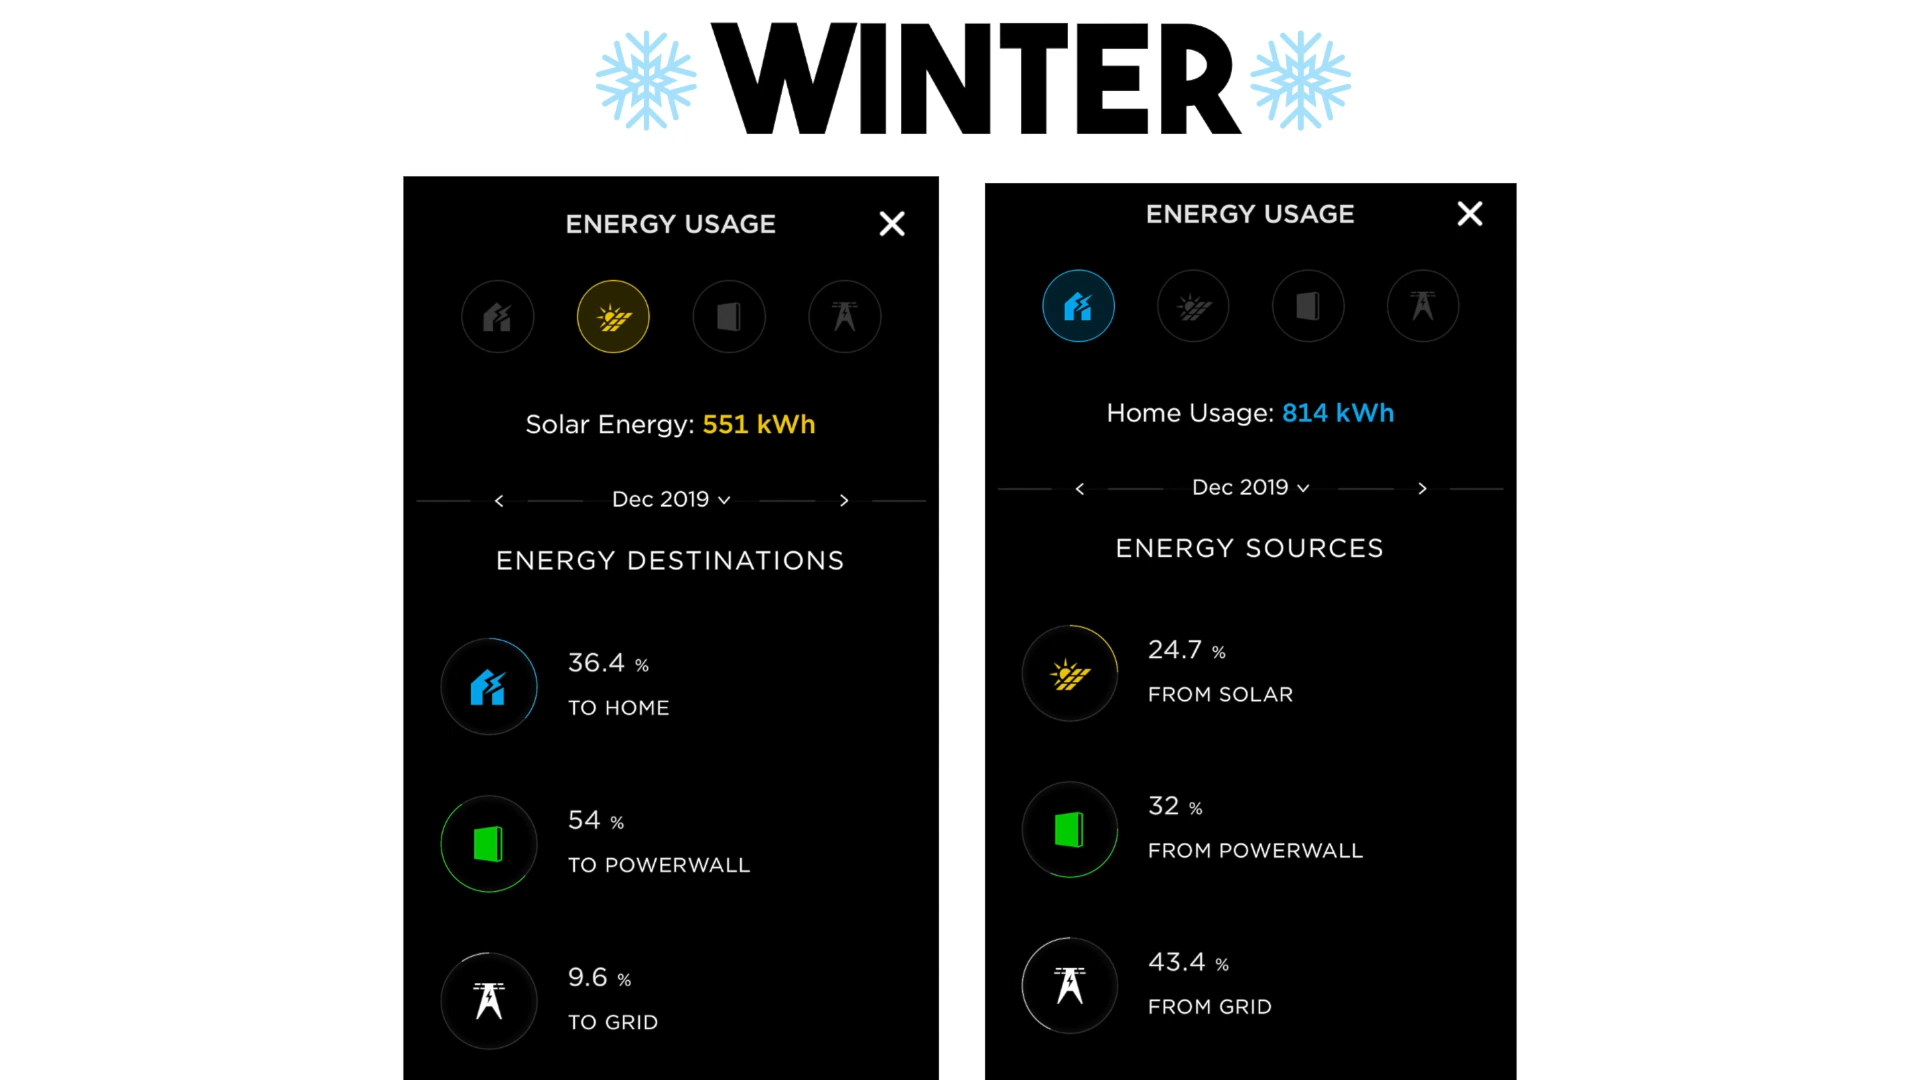 WINTER
ENERGY USAGE
Solar Energy: 551 kWh
Dec 2019
ENERGY DESTINATIONS
36.4 %
TO HOME
54 %
TO POWERWALL
9.6 %
TO GRID
ENERGY USAGE
Home Usage: 814 kWh
Dec 2019
ENERGY SOURCES
24.7 %
FROM SOLAR
32 %
FROM POWERWALL
43.4 %
FROM GRID